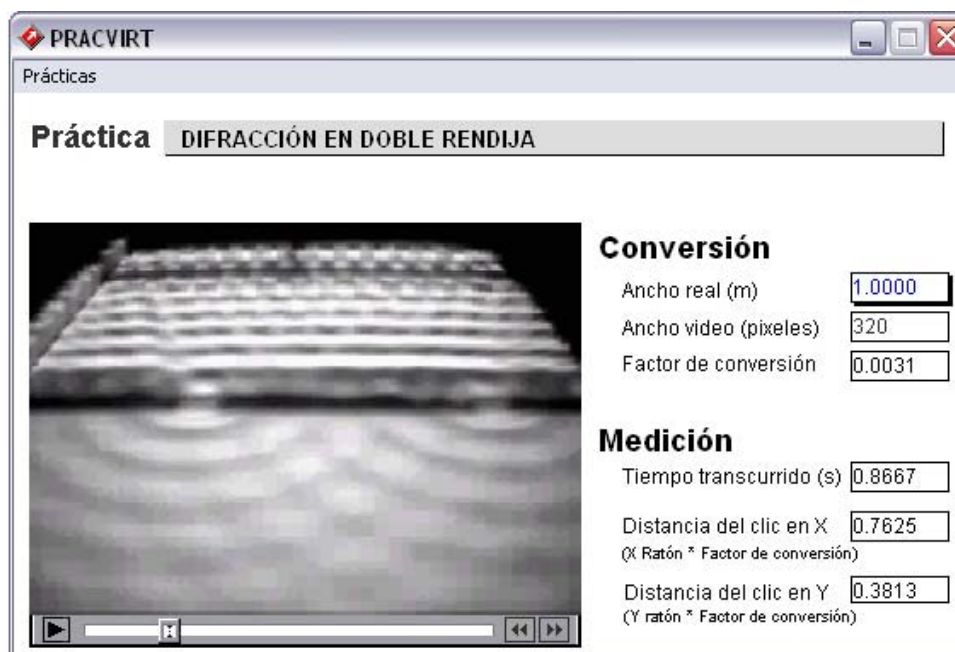 PRACVIRT
Prácticas
Práctica DIFRACCIÓN EN DOBLE RENDIJA
Conversión
Ancho real (m) 1.0000
Ancho video (pixeles) 320
Factor de conversión 0.0031
Medición
Tiempo transcurrido (s) 0.8667
Distancia del clic en X 0.7625
(X Ratón * Factor de conversión)
Distancia del clic en Y 0.3813
(Y ratón * Factor de conversión)